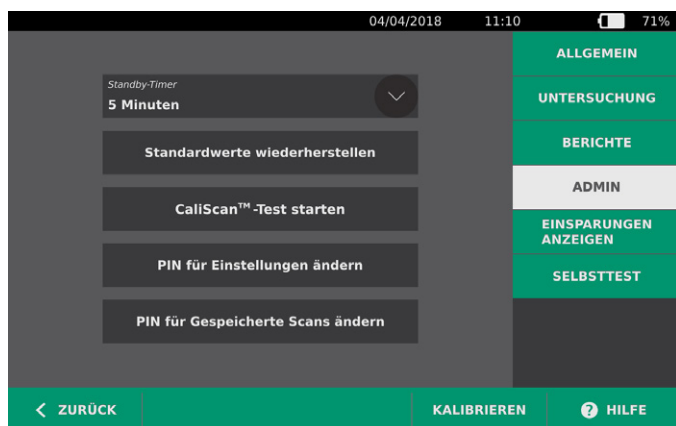 04/04/2018 11:10 71%
ALLGEMEIN
Standby-Timer
5 Minuten
UNTERSUCHUNG
Standardwerte wiederherstellen
BERICHTE
ADMIN
CaliScan™-Test starten
EINSPARUNGEN
ANZEIGEN
PIN für Einstellungen ändern
SELBSTTEST
PIN für Gespeicherte Scans ändern
ZURÜCK
KALIBRIEREN
? HILFE